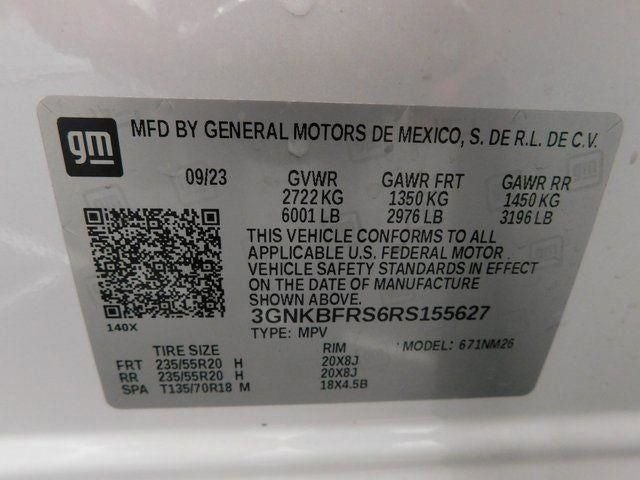 gm
MFD BY GENERAL MOTORS DE MEXICO, S. DE R.L. DE C.V.
09/23 GVWR GAWR FRT GAWR RR
2722 KG 1350 KG 1450 KG
6001 LB 2976 LB 3196 LB
THIS VEHICLE CONFORMS TO ALL
APPLICABLE U.S. FEDERAL MOTOR
VEHICLE SAFETY STANDARDS IN EFFECT
ON THE DATE OF MANUFACTURE
SHOWN ABOVE.
140X 3GNKBFRS6RS155627
TYPE: MPV MODEL: 671NM26
TIRE SIZE RIM
FRT 235/55R20 H 20X8J
RR 235/55R20 H 20X8J
SPA T135/70R18 M 18X4.5B